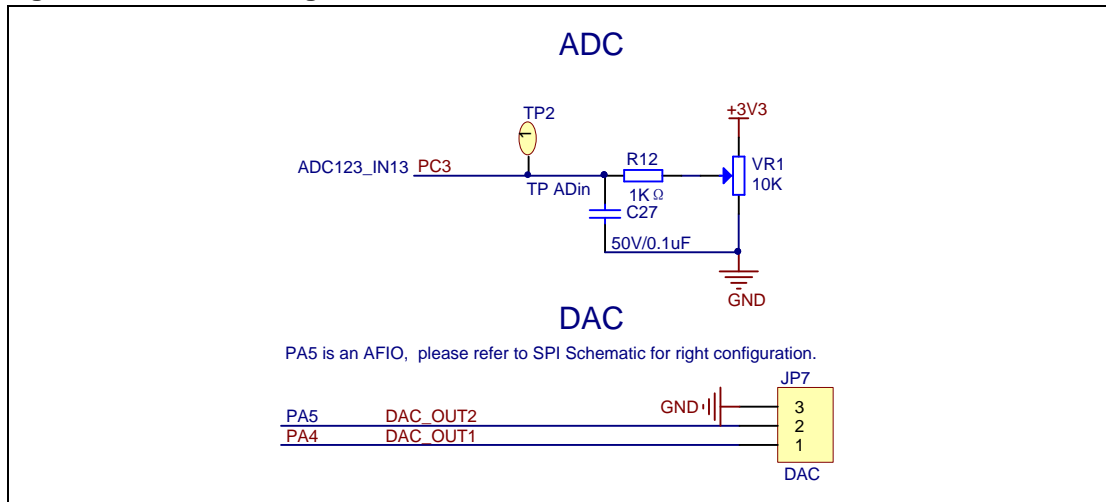 ADC
TP2
1
+3V3
ADC123_IN13 PC3
R12
VR1
10K
TP ADin
1KΩ
C27
50V/0.1uF
GND
DAC
PA5 is an AFIO, please refer to SPI Schematic for right configuration.
JP7
GND
3
PA5 DAC_OUT2
2
PA4 DAC_OUT1
1
DAC